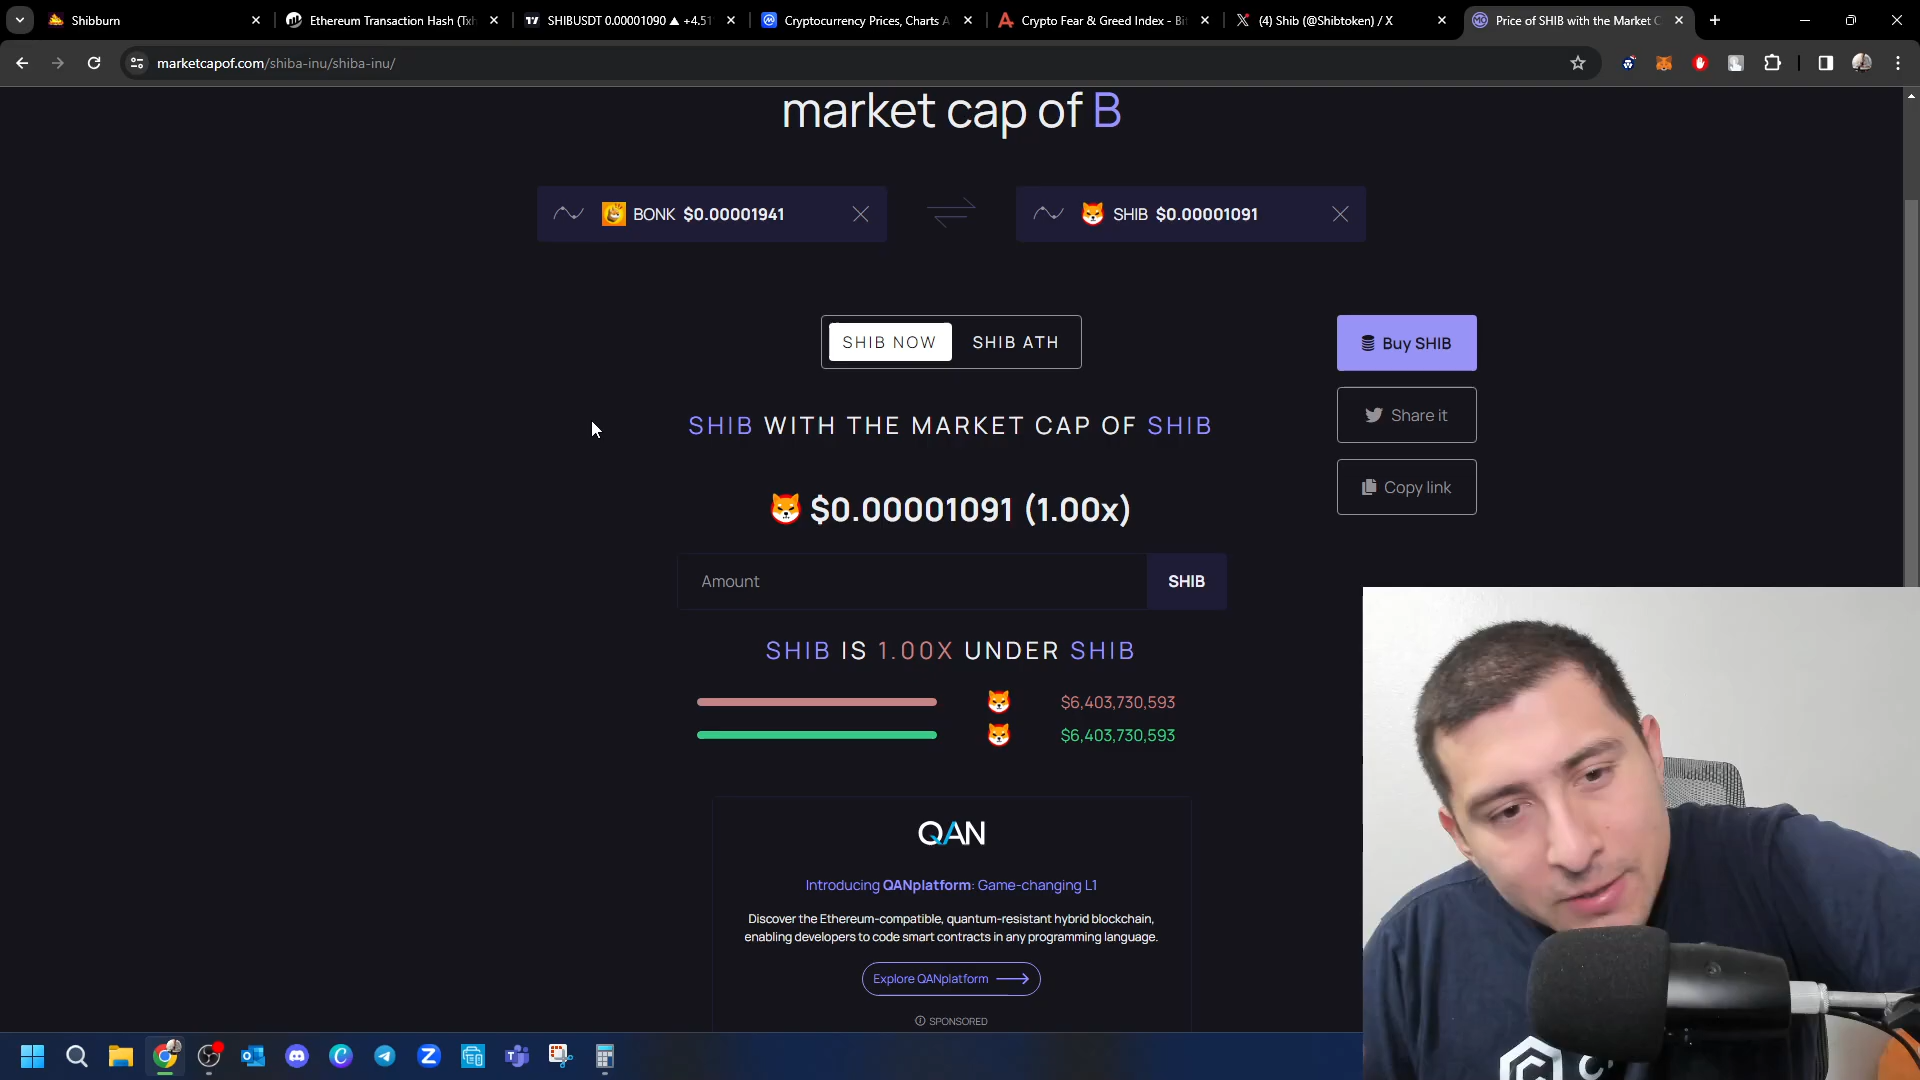 Shibburn
Ethereum Transaction Hash (Txh
SHIBUSDT 0.00001090 ▲ +4.51
Cryptocurrency Prices, Charts A
Crypto Fear & Greed Index - Bi
(4) Shib (@Shibtoken) / X
Price of SHIB with the Market C
marketcapof.com/shiba-inu/shiba-inu/
market cap of B
BONK $0.00001941
SHIB $0.00001091
SHIB NOW
SHIB ATH
Buy SHIB
Share it
Copy link
SHIB WITH THE MARKET CAP OF SHIB
$0.00001091 (1.00x)
Amount
SHIB
SHIB IS 1.00X UNDER SHIB
$6,403,730,593
$6,403,730,593
QAN
Introducing QANplatform: Game-changing L1
Discover the Ethereum-compatible, quantum-resistant hybrid blockchain,
enabling developers to code smart contracts in any programming language.
Explore QANplatform
SPONSORED